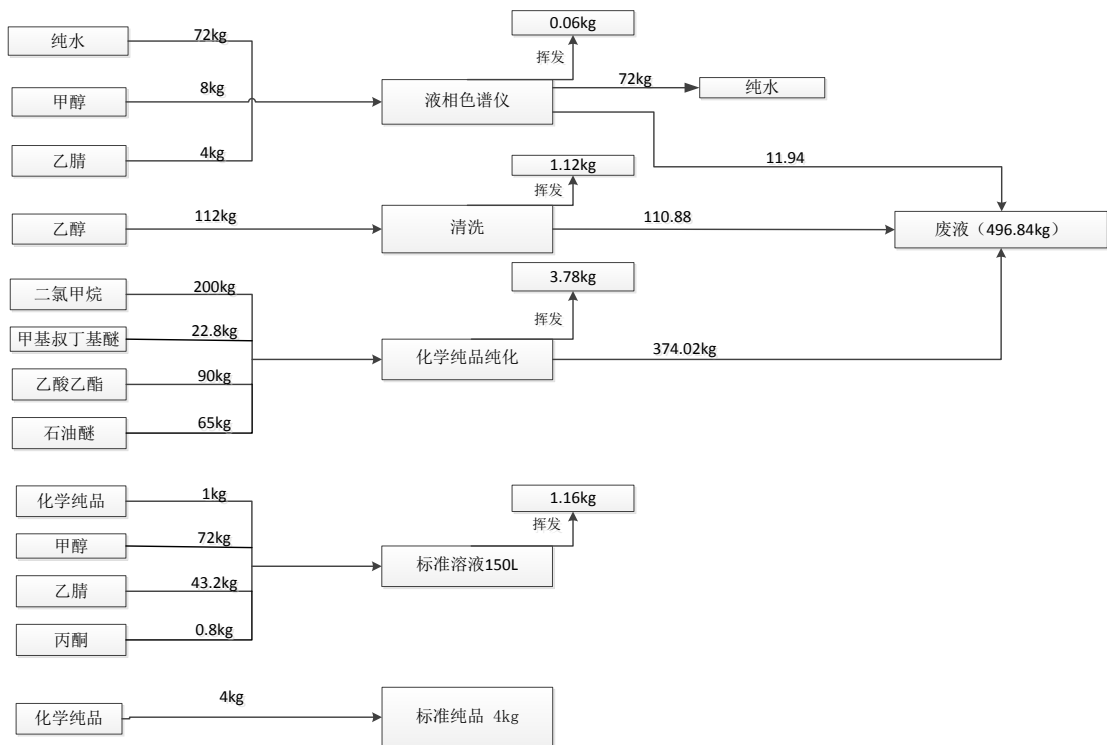 0.06kg
纯水
72kg
挥发
甲醇
8kg
液相色谱仪
72kg
纯水
乙腈
4kg
11.94
1.12kg
挥发
乙醇
112kg
清洗
110.88
废液（496.84kg）
3.78kg
二氯甲烷
200kg
挥发
甲基叔丁基醚
22.8kg
化学纯品纯化
374.02kg
乙酸乙酯
90kg
石油醚
65kg
化学纯品
1kg
1.16kg
挥发
甲醇
72kg
标准溶液150L
乙腈
43.2kg
丙酮
0.8kg
化学纯品
4kg
标准纯品 4kg